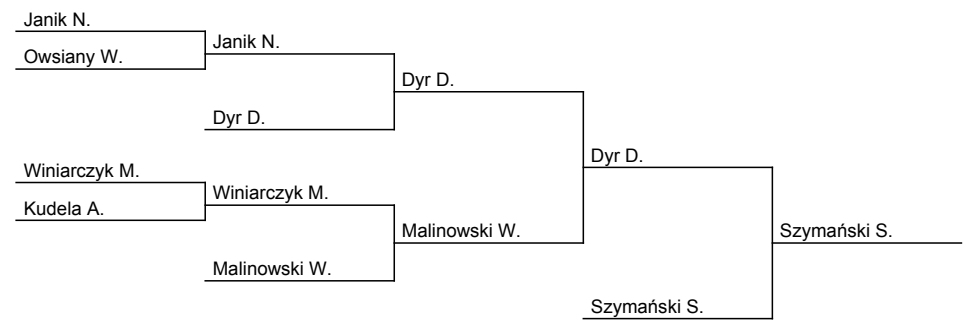 Janik N.
Owsiany W.
Janik N.
Dyr D.
Dyr D.
Winiarczyk M.
Kudela A.
Winiarczyk M.
Malinowski W.
Malinowski W.
Dyr D.
Szymański S.
Szymański S.